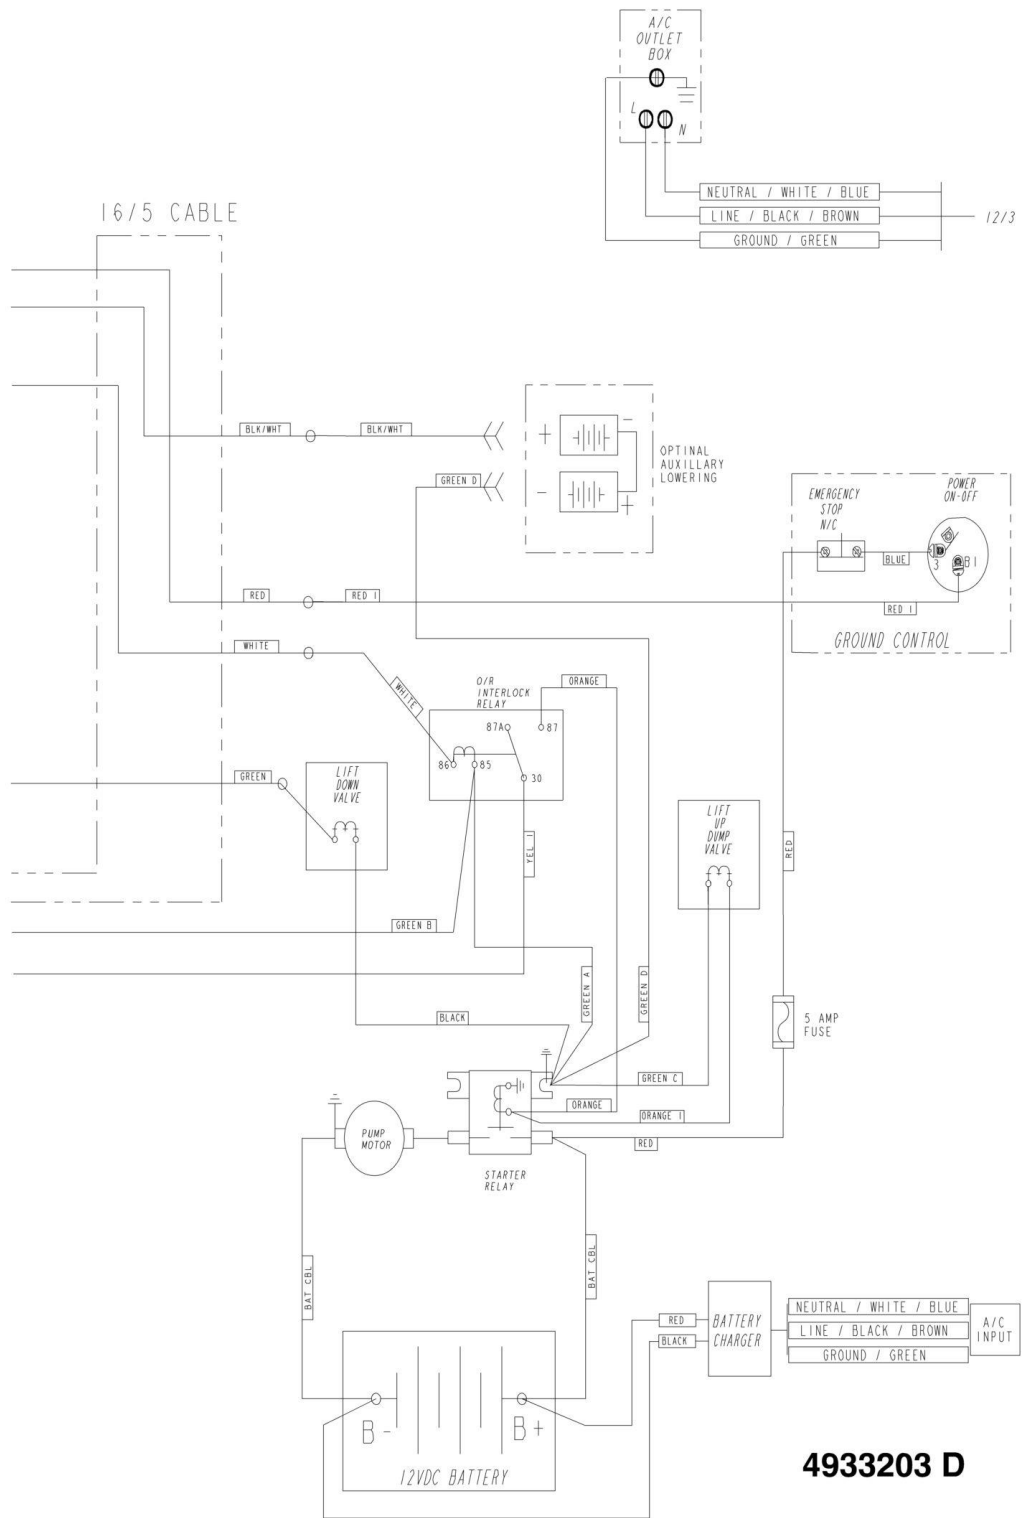 A/C
OUTLET
BOX
L
N
NEUTRAL / WHITE / BLUE
LINE / BLACK / BROWN
GROUND / GREEN
12/3
16/5 CABLE
BLK/WHT
BLK/WHT
GREEN D
+
-
-
+
OPTINAL
AUXILLARY
LOWERING
EMERGENCY
STOP
N/C
POWER
ON-OFF
BLUE
3
B1
RED 1
GROUND CONTROL
RED
RED 1
WHITE
WHITE
O/R
INTERLOCK
RELAY
ORANGE
87A
87
86
85
30
GREEN
LIFT
DOWN
VALVE
YEL 1
LIFT
UP
DUMP
VALVE
RED
GREEN B
GREEN A
GREEN D
BLACK
5 AMP
FUSE
GREEN C
ORANGE
ORANGE 1
RED
PUMP
MOTOR
STARTER
RELAY
BAT CBL
BAT CBL
RED
BLACK
BATTERY
CHARGER
NEUTRAL / WHITE / BLUE
LINE / BLACK / BROWN
GROUND / GREEN
A/C
INPUT
B -
B +
12VDC BATTERY
4933203 D